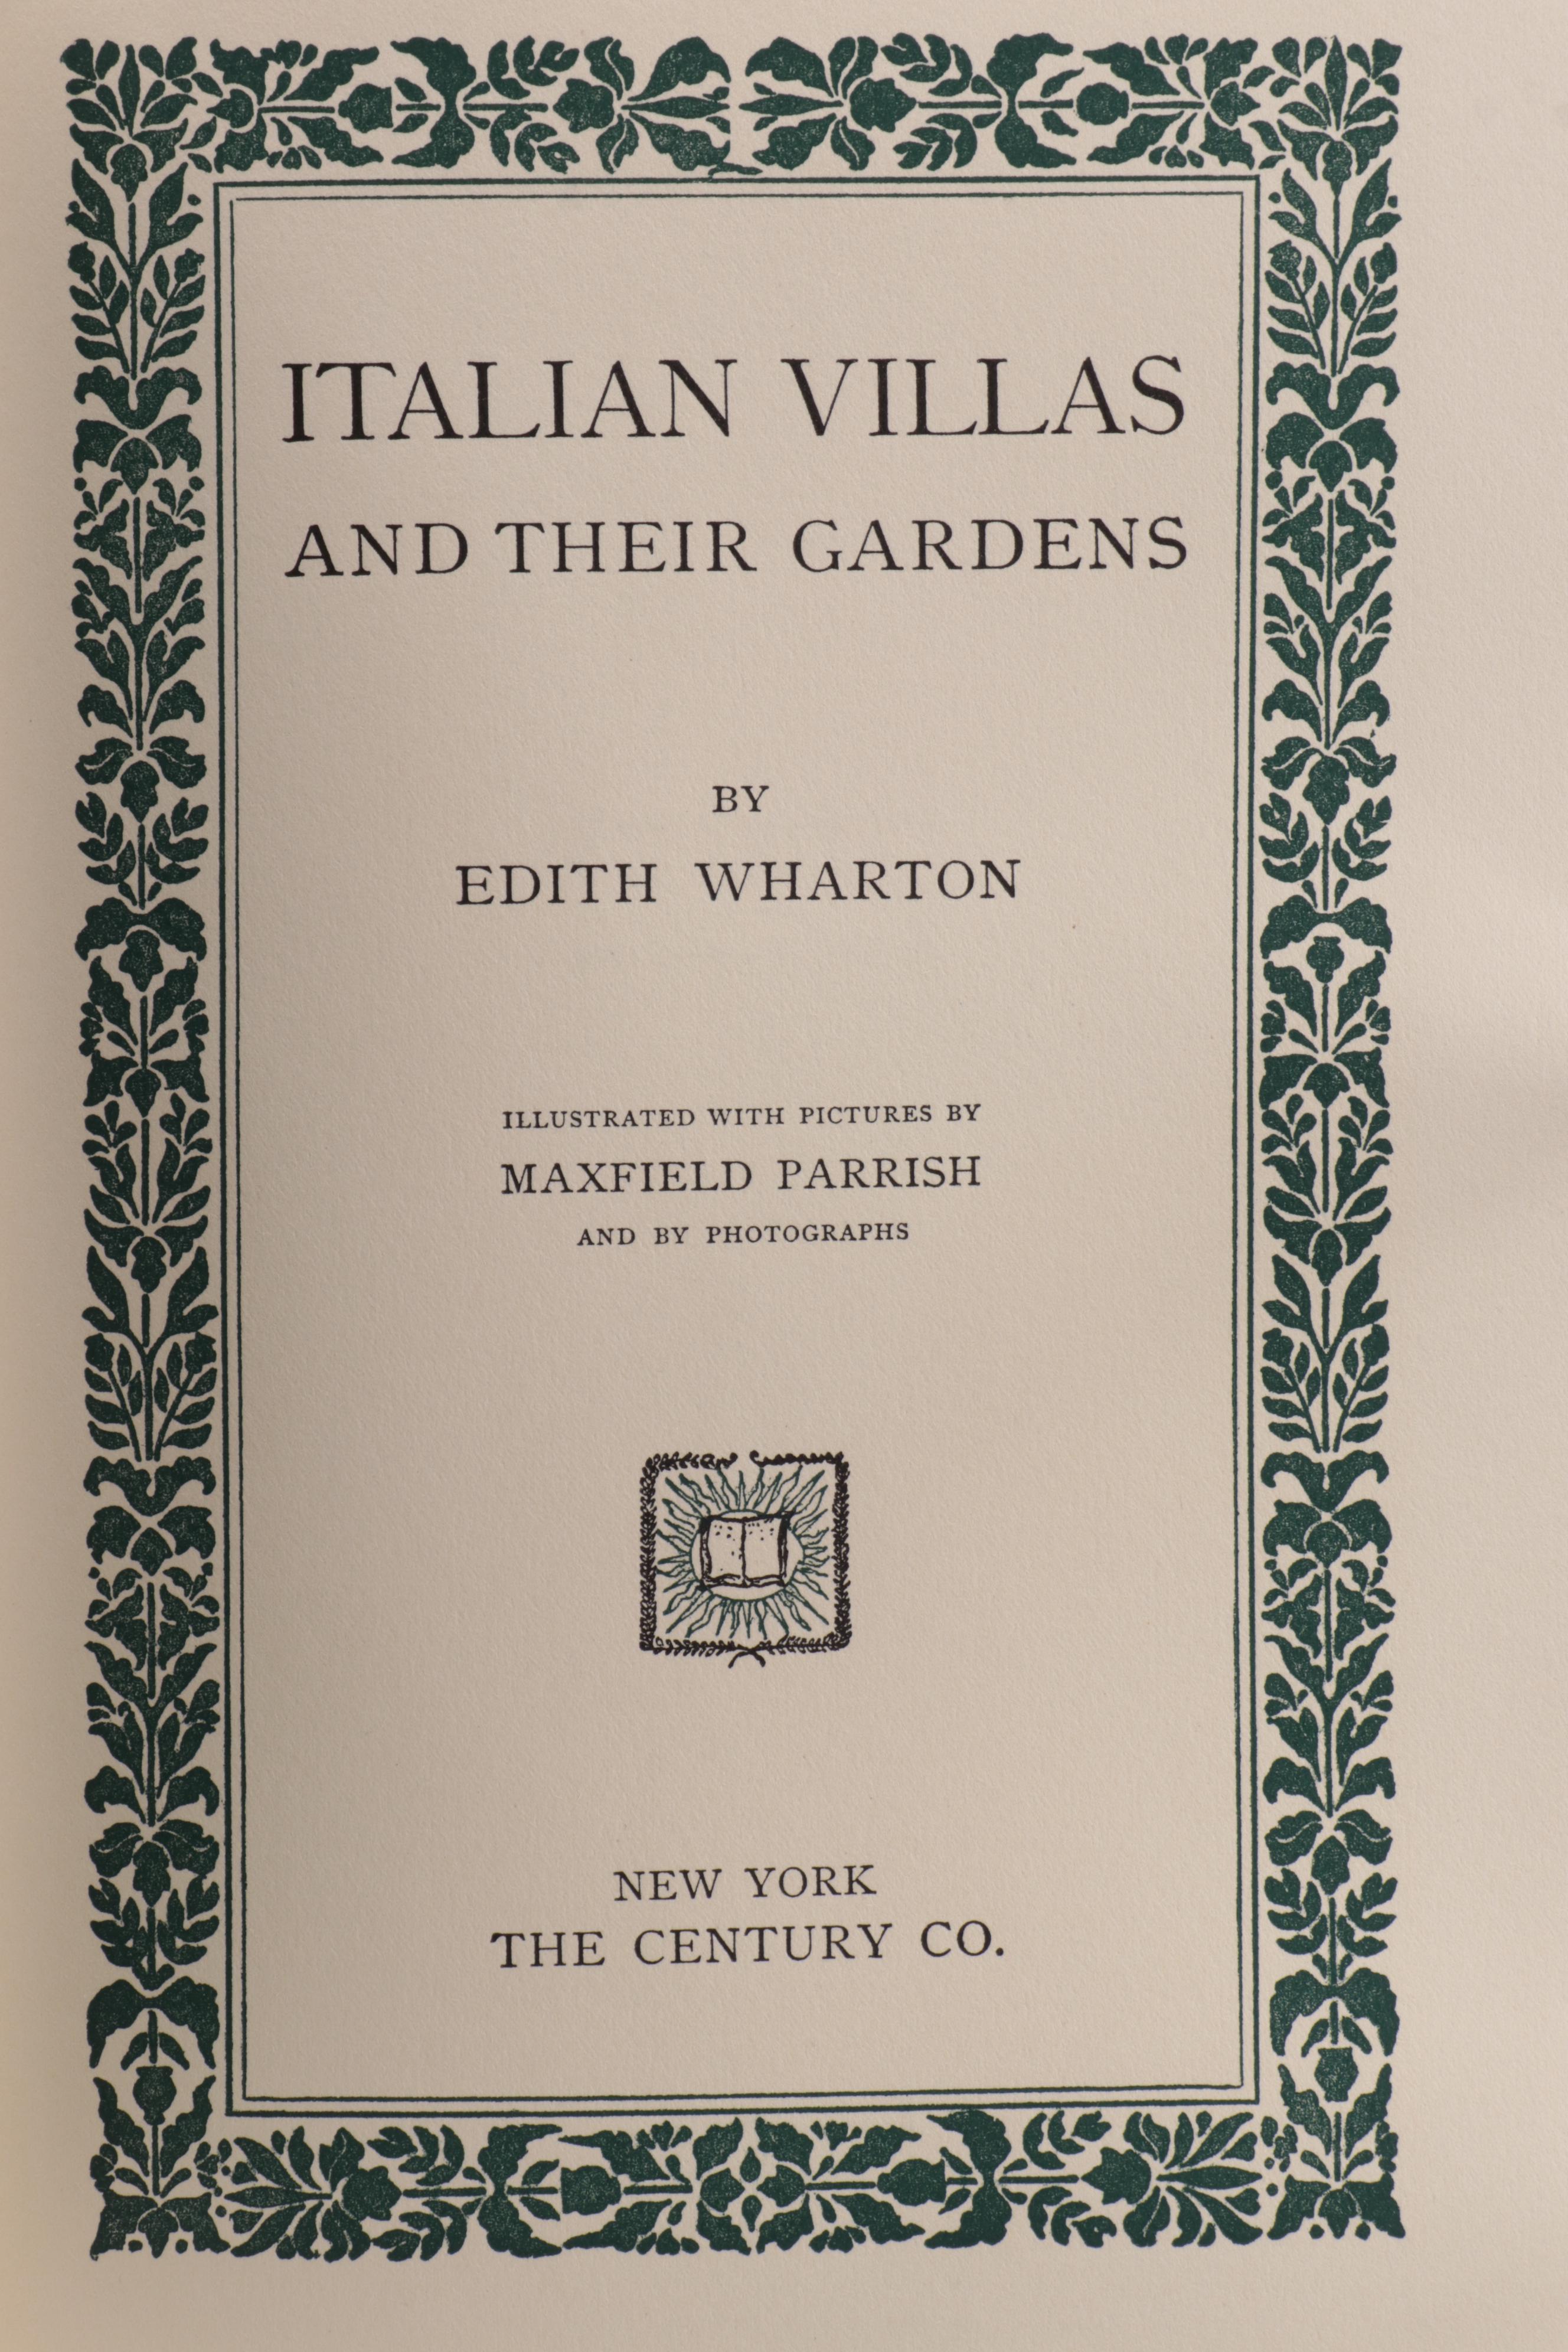 ITALIAN VILLAS
AND THEIR GARDENS
BY
EDITH WHARTON
ILLUSTRATED WITH PICTURES BY
MAXFIELD PARRISH
AND BY PHOTOGRAPHS
NEW YORK
THE CENTURY CO.